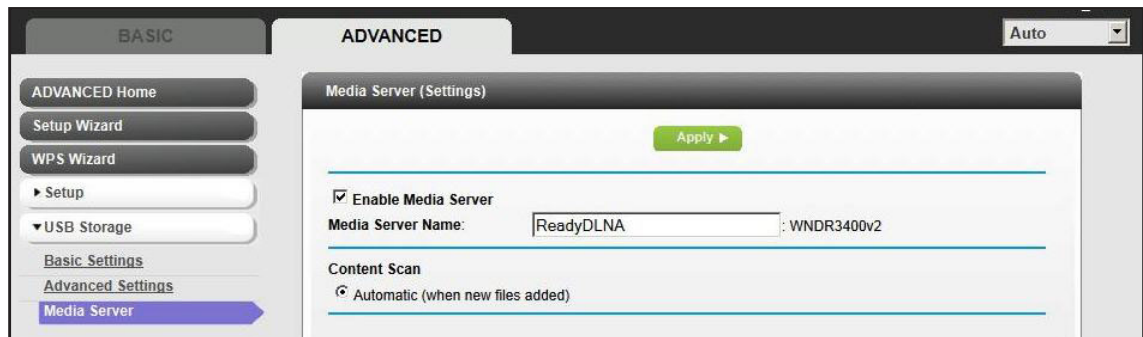 BASIC
ADVANCED
Auto
ADVANCED Home
Setup Wizard
WPS Wizard
Setup
USB Storage
Basic Settings
Advanced Settings
Media Server
Media Server (Settings)
Apply
Enable Media Server
Media Server Name: ReadyDLNA : WNDR3400v2
Content Scan
Automatic (when new files added)